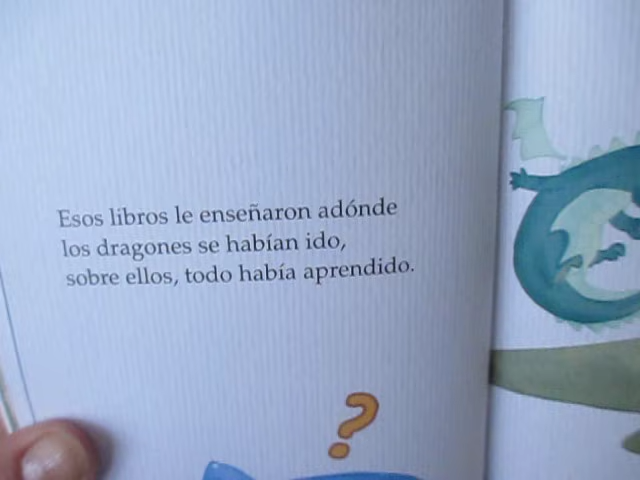 Esos libros le enseñaron adónde
los dragones se habían ido,
sobre ellos, todo había aprendido.
?